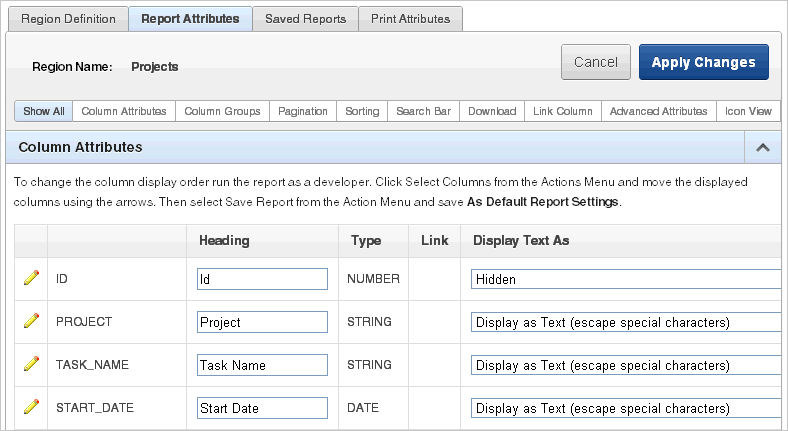 Region Definition Report Attributes Saved Reports Print Attributes
Region Name: Projects Cancel Apply Changes
Show All Column Attributes Column Groups Pagination Sorting Search Bar Download Link Column Advanced Attributes Icon View
Column Attributes
To change the column display order run the report as a developer. Click Select Columns from the Actions Menu and move the displayed
columns using the arrows. Then select Save Report from the Action Menu and save As Default Report Settings.
Heading Type Link Display Text As
ID Id NUMBER Hidden
PROJECT Project STRING Display as Text (escape special characters)
TASK_NAME Task Name STRING Display as Text (escape special characters)
START_DATE Start Date DATE Display as Text (escape special characters)